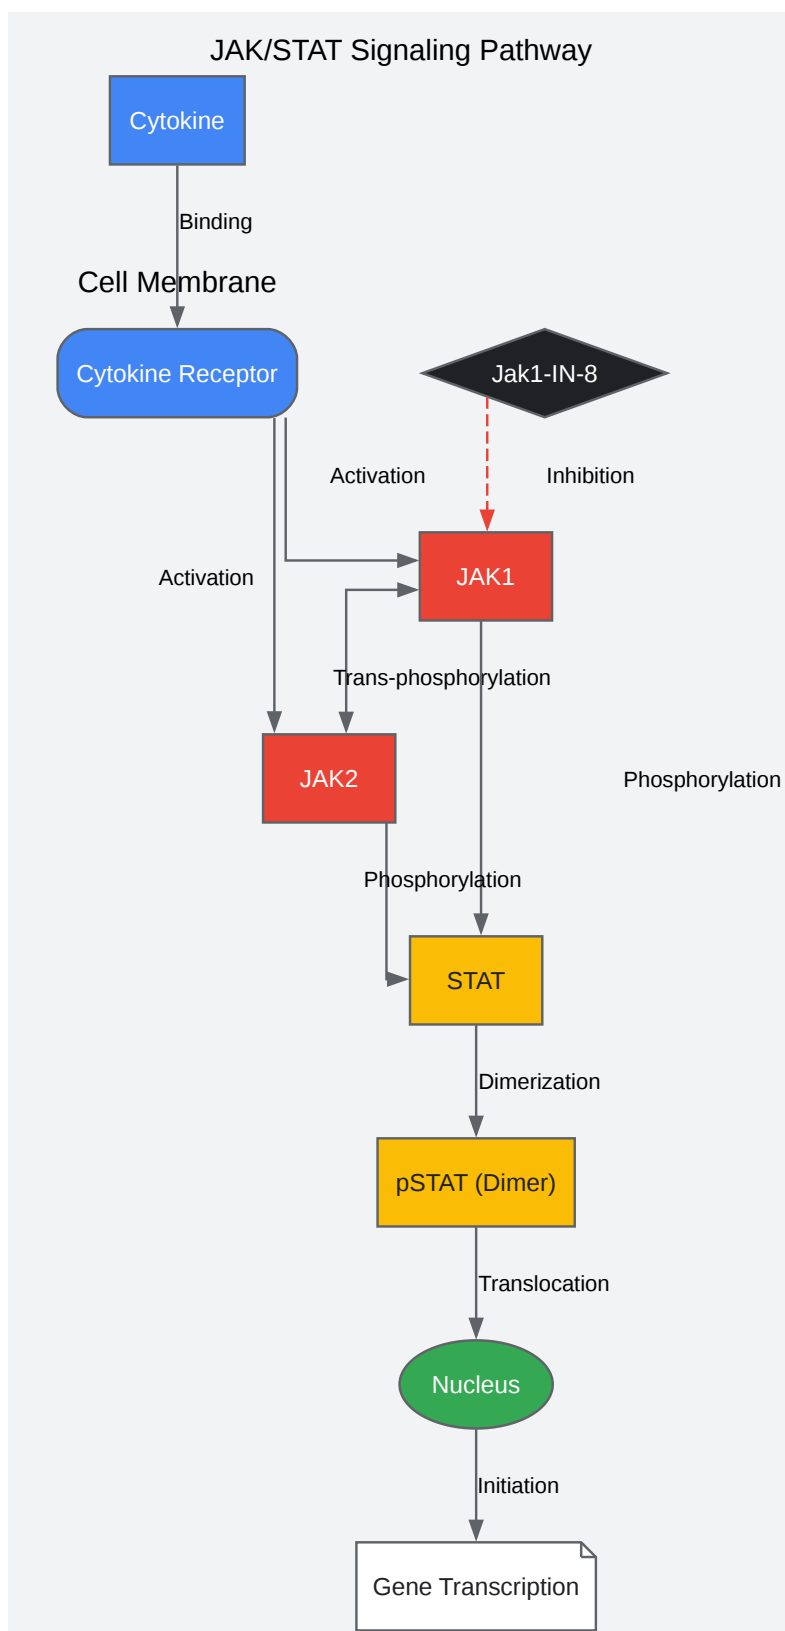 JAK/STAT Signaling Pathway
Cytokine
Binding
Cell Membrane
Cytokine Receptor
Jak1-IN-8
Activation
Inhibition
Activation
JAK1
Trans-phosphorylation
JAK2
Phosphorylation
Phosphorylation
STAT
Dimerization
pSTAT (Dimer)
Translocation
Nucleus
Initiation
Gene Transcription